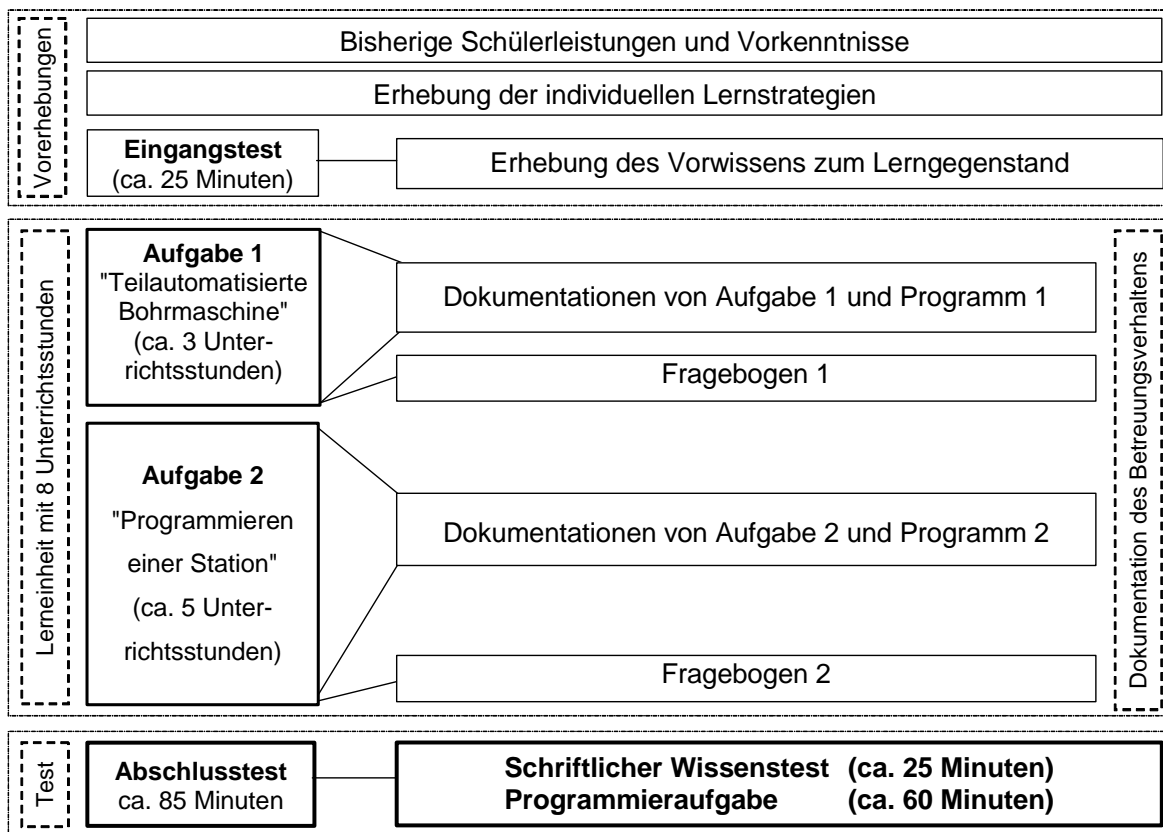 Vorerhebungen
Bisherige Schülerleistungen und Vorkenntnisse
Erhebung der individuellen Lernstrategien
Eingangstest
(ca. 25 Minuten)
Erhebung des Vorwissens zum Lerngegenstand
Lerneinheit mit 8 Unterrichtsstunden
Aufgabe 1
"Teilautomatisierte
Bohrmaschine"
(ca. 3 Unter-
richtsstunden)
Dokumentationen von Aufgabe 1 und Programm 1
Fragebogen 1
Aufgabe 2
"Programmieren
einer Station"
(ca. 5 Unter-
richtsstunden)
Dokumentationen von Aufgabe 2 und Programm 2
Fragebogen 2
Dokumentation des Betreuungsverhaltens
Test
Abschlusstest
ca. 85 Minuten
Schriftlicher Wissenstest (ca. 25 Minuten)
Programmieraufgabe (ca. 60 Minuten)